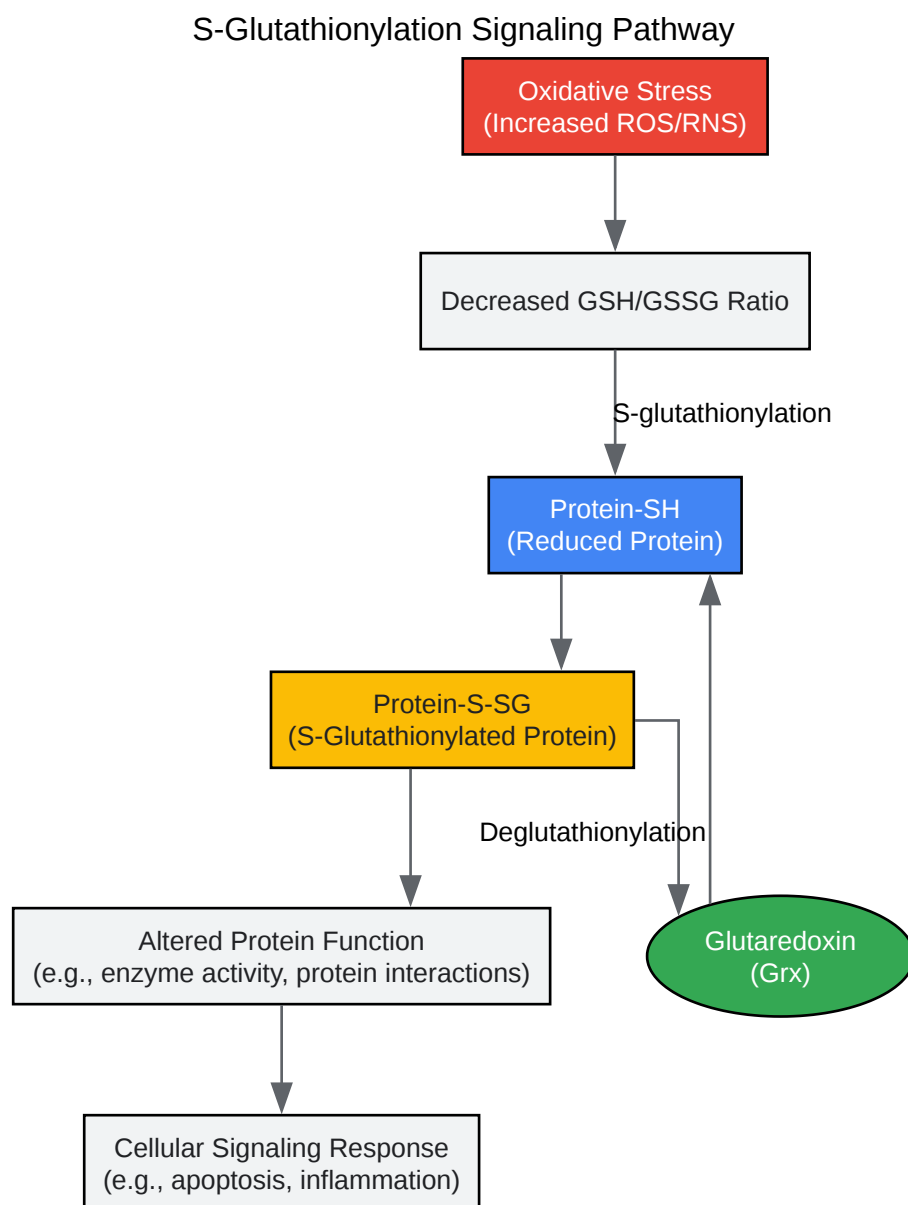 S-Glutathionylation Signaling Pathway
Oxidative Stress
(Increased ROS/RNS)
Decreased GSH/GSSG Ratio
S-glutathionylation
Protein-SH
(Reduced Protein)
Protein-S-SG
(S-Glutathionylated Protein)
Deglutathionylation
Altered Protein Function
(e.g., enzyme activity, protein interactions)
Glutaredoxin
(Grx)
Cellular Signaling Response
(e.g., apoptosis, inflammation)